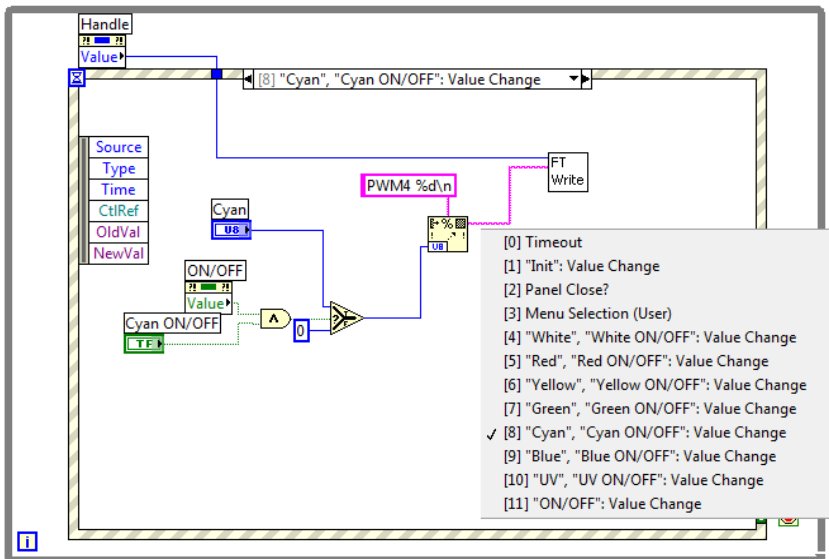 Handle
Value
[8] "Cyan", "Cyan ON/OFF": Value Change
Source
Type
Time
CtlRef
OldVal
NewVal
FT
Write
PWM4 %d\n
Cyan
U8
%
U8
ON/OFF
Value
Cyan ON/OFF
TF
0
?
T
F
[0] Timeout
[1] "Init": Value Change
[2] Panel Close?
[3] Menu Selection (User)
[4] "White", "White ON/OFF": Value Change
[5] "Red", "Red ON/OFF": Value Change
[6] "Yellow", "Yellow ON/OFF": Value Change
[7] "Green", "Green ON/OFF": Value Change
[8] "Cyan", "Cyan ON/OFF": Value Change
[9] "Blue", "Blue ON/OFF": Value Change
[10] "UV", "UV ON/OFF": Value Change
[11] "ON/OFF": Value Change
i